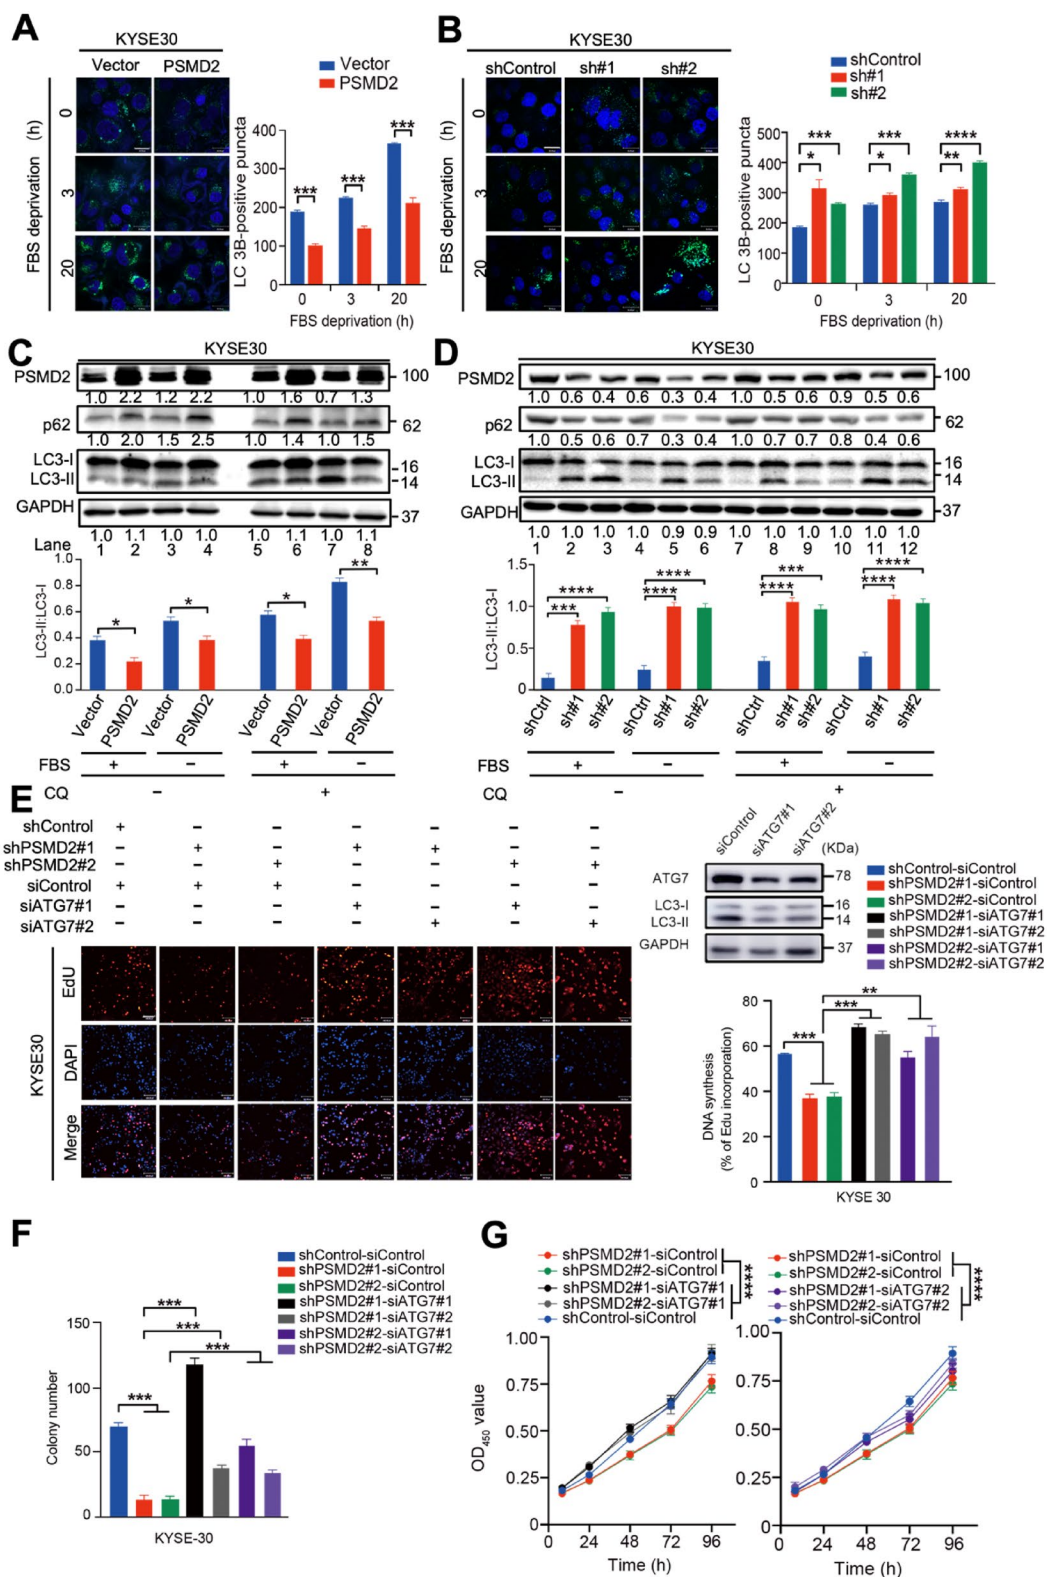 A
KYSE30
Vector PSMD2
FBS deprivation (h)
0
3
20
Vector
PSMD2
LC 3B-positive puncta
400
300
200
100
0
*** *** ***
0 3 20
FBS deprivation (h)
B
KYSE30
shControl sh#1 sh#2
FBS deprivation (h)
0
3
20
shControl
sh#1
sh#2
LC 3B-positive puncta
500
400
300
200
100
0
*** *** ****
* * **
0 3 20
FBS deprivation (h)
C
KYSE30
PSMD2 100
1.0 2.2 1.2 2.2 1.0 1.6 0.7 1.3
p62 62
1.0 2.0 1.5 2.5 1.0 1.4 1.0 1.5
LC3-I 16
LC3-II 14
GAPDH 37
1.0 1.1 1.0 1.0 1.0 1.1 1.0 1.1
Lane 1 2 3 4 5 6 7 8
LC3-II:LC3-I
1.0
0.8
0.6
0.4
0.2
0.0
* * * **
Vector PSMD2 Vector PSMD2 Vector PSMD2 Vector PSMD2
FBS + − + −
CQ − +
D
KYSE30
PSMD2 100
1.0 0.6 0.4 0.6 0.3 0.4 1.0 0.5 0.6 0.9 0.5 0.6
p62 62
1.0 0.5 0.6 0.7 0.3 0.4 1.0 0.7 0.7 0.8 0.4 0.6
LC3-I 16
LC3-II 14
GAPDH 37
1.0 1.0 1.0 1.0 0.9 0.9 1.0 1.0 1.0 1.0 1.0 1.0
1 2 3 4 5 6 7 8 9 10 11 12
LC3-II:LC3-I
1.5
1.0
0.5
0
**** **** *** ****
*** **** **** ****
shCtrl sh#1 sh#2 shCtrl sh#1 sh#2 shCtrl sh#1 sh#2 shCtrl sh#1 sh#2
FBS + − + −
CQ − +
E
shControl + − − − − − −
shPSMD2#1 − + − + + − −
shPSMD2#2 − − + − − + +
siControl + + + − − − −
siATG7#1 − − − + − + −
siATG7#2 − − − − + − +
KYSE30
EdU
DAPI
Merge
siControl siATG7#1 siATG7#2 (KDa)
ATG7 78
LC3-I 16
LC3-II 14
GAPDH 37
shControl-siControl
shPSMD2#1-siControl
shPSMD2#2-siControl
shPSMD2#1-siATG7#1
shPSMD2#1-siATG7#2
shPSMD2#2-siATG7#1
shPSMD2#2-siATG7#2
DNA synthesis
(% of Edu incorporation)
80
60
40
20
0
**
***
***
KYSE 30
F
shControl-siControl
shPSMD2#1-siControl
shPSMD2#2-siControl
shPSMD2#1-siATG7#1
shPSMD2#1-siATG7#2
shPSMD2#2-siATG7#1
shPSMD2#2-siATG7#2
Colony number
150
100
50
0
***
***
***
***
KYSE-30
G
shPSMD2#1-siControl
shPSMD2#2-siControl
shPSMD2#1-siATG7#1
shPSMD2#2-siATG7#1
shControl-siControl
****
OD450 value
1.00
0.75
0.50
0.25
0
0 24 48 72 96
Time (h)
shPSMD2#1-siControl
shPSMD2#2-siControl
shPSMD2#1-siATG7#2
shPSMD2#2-siATG7#2
shControl-siControl
****
1.00
0.75
0.50
0.25
0
0 24 48 72 96
Time (h)